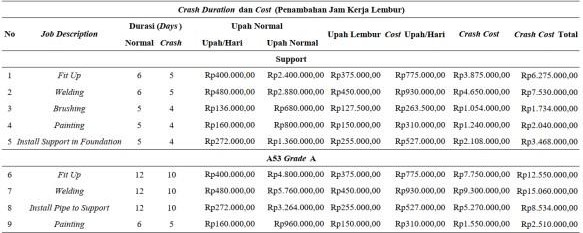 Crash Duration dan Cost (Penambahan Jam Kerja Lembur)
No Job Description Durasi (Days) Upah Normal Upah Lembur Cost Upah/Hari Crash Cost Crash Cost Total
Normal Crash Upah/Hari Upah Normal
Support
1 Fit Up 6 5 Rp400.000,00 Rp2.400.000,00 Rp375.000,00 Rp775.000,00 Rp3.875.000,00 Rp6.275.000,00
2 Welding 6 5 Rp480.000,00 Rp2.880.000,00 Rp450.000,00 Rp930.000,00 Rp4.650.000,00 Rp7.530.000,00
3 Brushing 5 4 Rp136.000,00 Rp680.000,00 Rp127.500,00 Rp263.500,00 Rp1.054.000,00 Rp1.734.000,00
4 Painting 5 4 Rp160.000,00 Rp800.000,00 Rp150.000,00 Rp310.000,00 Rp1.240.000,00 Rp2.040.000,00
5 Install Support in Foundation 5 4 Rp272.000,00 Rp1.360.000,00 Rp255.000,00 Rp527.000,00 Rp2.108.000,00 Rp3.468.000,00
A53 Grade A
6 Fit Up 12 10 Rp400.000,00 Rp4.800.000,00 Rp375.000,00 Rp775.000,00 Rp7.750.000,00 Rp12.550.000,00
7 Welding 12 10 Rp480.000,00 Rp5.760.000,00 Rp450.000,00 Rp930.000,00 Rp9.300.000,00 Rp15.060.000,00
8 Install Pipe to Support 12 10 Rp272.000,00 Rp3.264.000,00 Rp255.000,00 Rp527.000,00 Rp5.270.000,00 Rp8.534.000,00
9 Painting 6 5 Rp160.000,00 Rp960.000,00 Rp150.000,00 Rp310.000,00 Rp1.550.000,00 Rp2.510.000,00